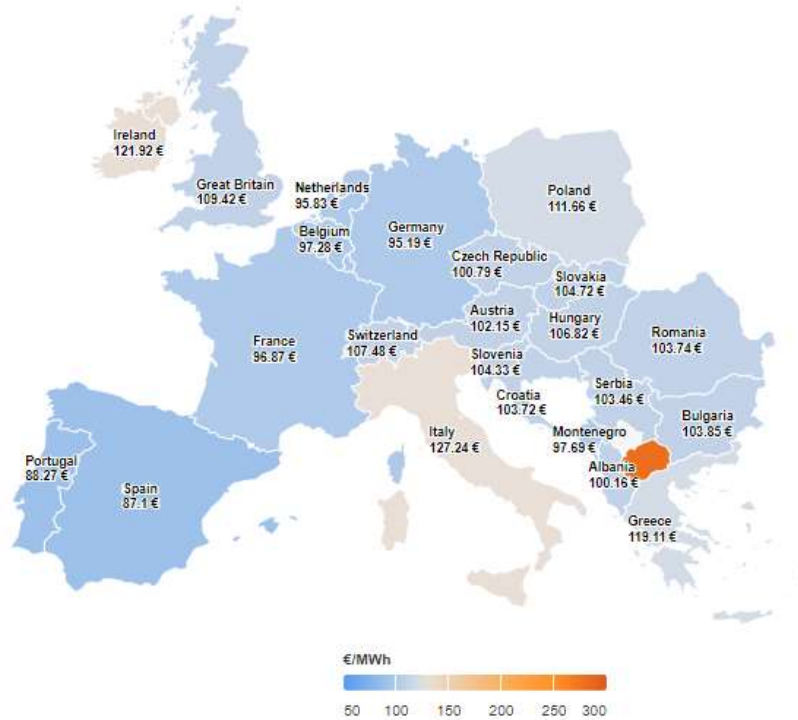 Ireland
121.92 €
Great Britain
109.42 €
Netherlands
95.83 €
Belgium
97.28 €
Germany
95.19 €
Poland
111.66 €
Czech Republic
100.79 €
Slovakia
104.72 €
Austria
102.15 €
Hungary
106.82 €
France
96.87 €
Switzerland
107.48 €
Slovenia
104.33 €
Romania
103.74 €
Croatia
103.72 €
Serbia
103.46 €
Bulgaria
103.85 €
Italy
127.24 €
Montenegro
97.69 €
Albania
100.16 €
Portugal
88.27 €
Spain
87.1 €
Greece
119.11 €
€/MWh
50 100 150 200 250 300